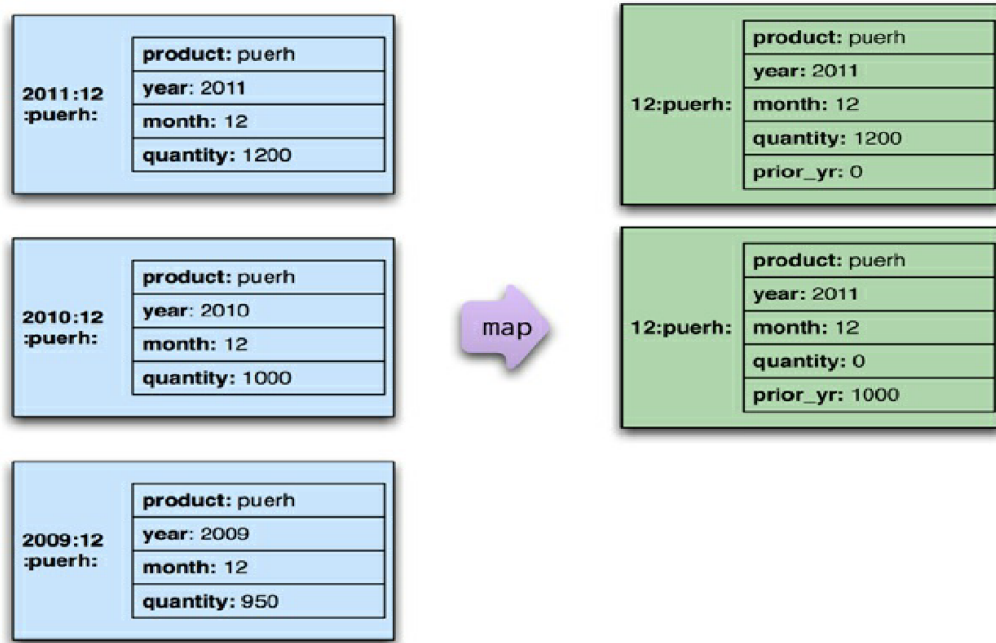 2011:12
:puerh:
product: puerh
year: 2011
month: 12
quantity: 1200
2010:12
:puerh:
product: puerh
year: 2010
month: 12
quantity: 1000
2009:12
:puerh:
product: puerh
year: 2009
month: 12
quantity: 950
map
12:puerh:
product: puerh
year: 2011
month: 12
quantity: 1200
prior_yr: 0
12:puerh:
product: puerh
year: 2011
month: 12
quantity: 0
prior_yr: 1000